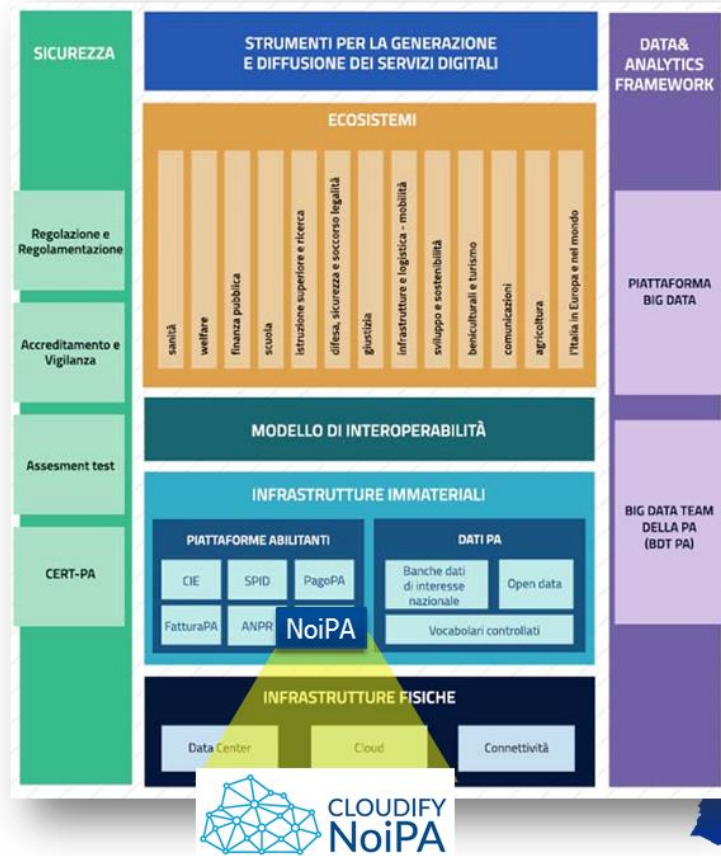 SICUREZZA
Regolazione e
Regolamentazione
Accreditamento e
Vigilanza
Assesment test
CERT-PA
STRUMENTI PER LA GENERAZIONE
E DIFFUSIONE DEI SERVIZI DIGITALI
ECOSISTEMI
sanità
welfare
finanza pubblica
scuola
istruzione superiore e ricerca
difesa, sicurezza e soccorso legalità
giustizia
infrastrutture e logistica - mobilità
sviluppo e sostenibilità
beniculturali e turismo
comunicazioni
agricoltura
l'Italia in Europa e nel mondo
MODELLO DI INTEROPERABILITÀ
INFRASTRUTTURE IMMATERIALI
PIATTAFORME ABILITANTI
CIE
SPID
PagoPA
FatturaPA
ANPR
NoiPA
DATI PA
Banche dati
di interesse
nazionale
Open data
Vocabolari controllati
INFRASTRUTTURE FISICHE
Data Center
Cloud
Connettività
DATA&
ANALYTICS
FRAMEWORK
PIATTAFORMA
BIG DATA
BIG DATA TEAM
DELLA PA
(BDT PA)
CLOUDIFY
NoiPA